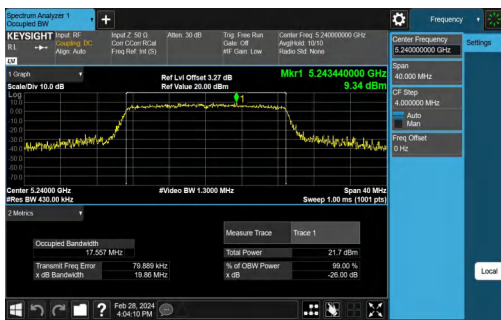 Spectrum Analyzer 1
Occupied BW
Frequency
KEYSIGHT
Input: RF
Input Z: 50 Ω
Atten: 30 dB
Trig: Free Run
Center Freq: 5.240000000 GHz
RL
Coupling: DC
Corr CCorr RCal
Gate: Off
Avg|Hold: 10/10
Align: Auto
Freq Ref: Int (S)
#IF Gain: Low
Radio Std: None
LXI
Center Frequency
5.240000000 GHz
Settings
Span
40.000 MHz
CF Step
4.000000 MHz
Auto
Man
Freq Offset
0 Hz
Local
1 Graph
Ref Lvl Offset 3.27 dB
Mkr1 5.243440000 GHz
Scale/Div 10.0 dB
Ref Value 20.00 dBm
9.34 dBm
Log
10.0
0.00
-10.0
-20.0
-30.0
-40.0
-50.0
-60.0
-70.0
1
Center 5.24000 GHz
#Video BW 1.3000 MHz
Span 40 MHz
#Res BW 430.00 kHz
Sweep 1.00 ms (1001 pts)
2 Metrics
Measure Trace
Trace 1
Occupied Bandwidth
17.557 MHz
Total Power
21.7 dBm
Transmit Freq Error
79.889 kHz
% of OBW Power
99.00 %
x dB Bandwidth
19.86 MHz
x dB
-26.00 dB
?
Feb 28, 2024
4:04:10 PM